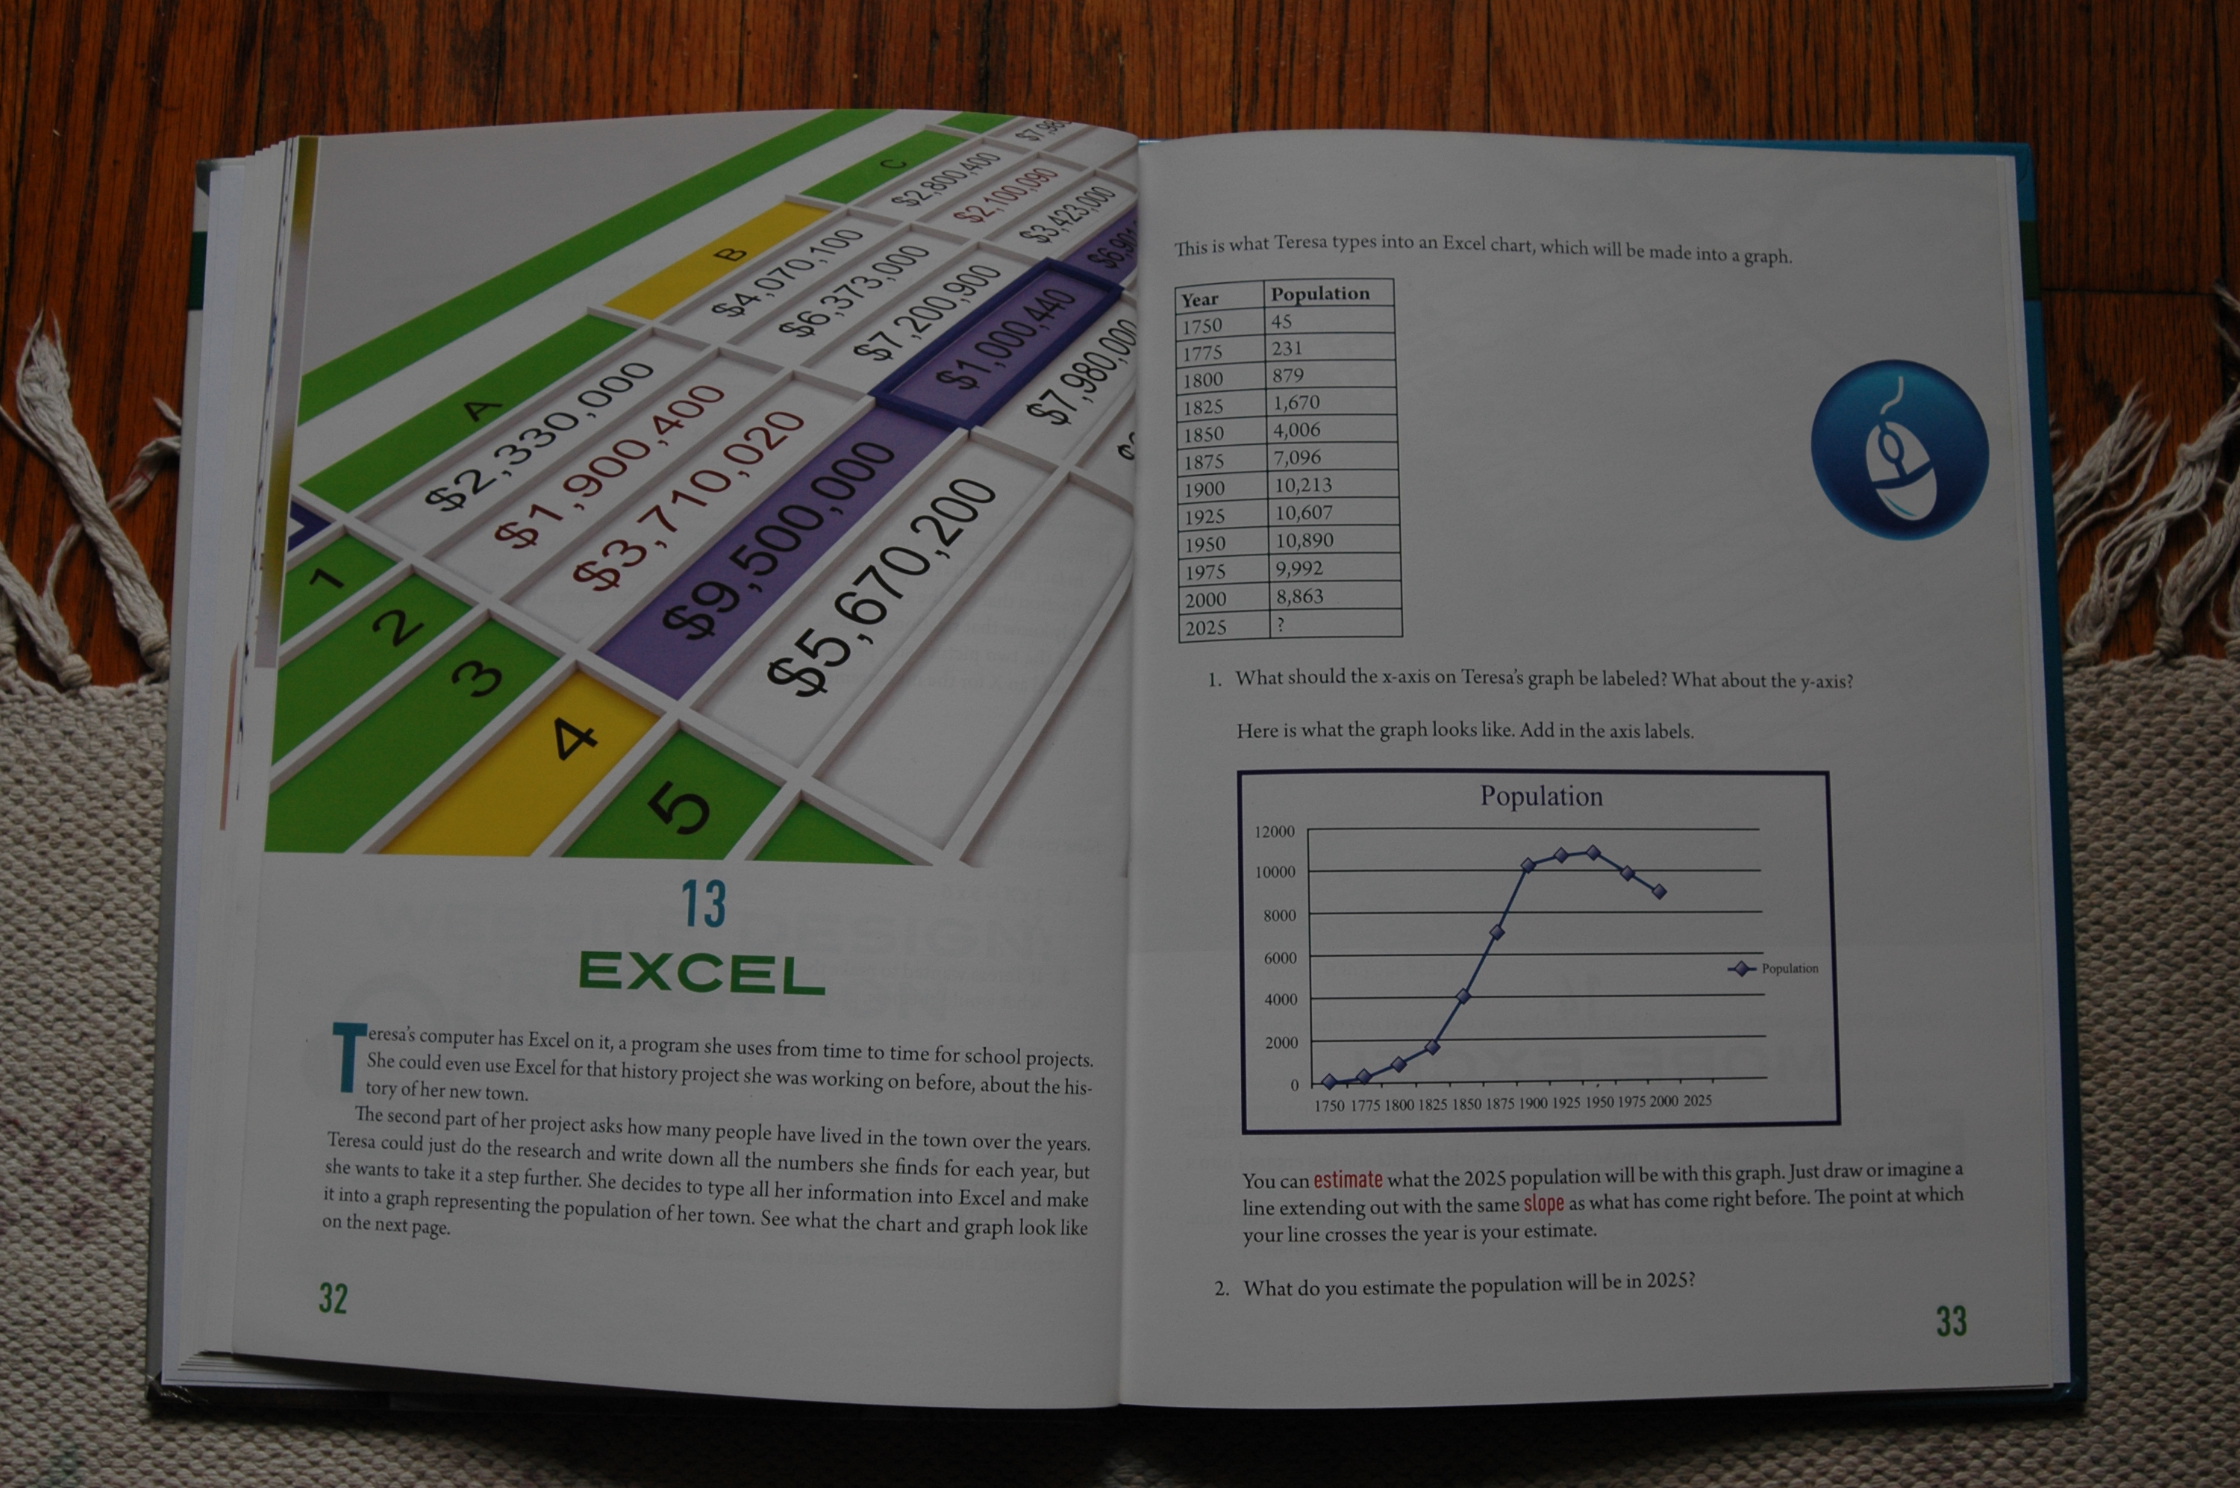 A
B
C
$2,330,000
$4,070,100
$2,800,400
1
$1,900,400
$6,373,000
$2,100,090
2
$3,710,020
$7,200,900
$3,423,000
3
$9,500,000
$1,000,440
4
$5,670,200
$7,980,000
5
13
EXCEL
Teresa's computer has Excel on it, a program she uses from time to time for school projects.
She could even use Excel for that history project she was working on before, about the his-
tory of her new town.
The second part of her project asks how many people have lived in the town over the years.
Teresa could just do the research and write down all the numbers she finds for each year, but
she wants to take it a step further. She decides to type all her information into Excel and make
it into a graph representing the population of her town. See what the chart and graph look like
on the next page.
32
This is what Teresa types into an Excel chart, which will be made into a graph.
Year Population
1750 45
1775 231
1800 879
1825 1,670
1850 4,006
1875 7,096
1900 10,213
1925 10,607
1950 10,890
1975 9,992
2000 8,863
2025 ?
1. What should the x-axis on Teresa's graph be labeled? What about the y-axis?
Here is what the graph looks like. Add in the axis labels.
Population
12000
10000
8000
6000
4000
2000
0
Population
1750 1775 1800 1825 1850 1875 1900 1925 1950 1975 2000 2025
You can estimate what the 2025 population will be with this graph. Just draw or imagine a
line extending out with the same slope as what has come right before. The point at which
your line crosses the year is your estimate.
2. What do you estimate the population will be in 2025?
33